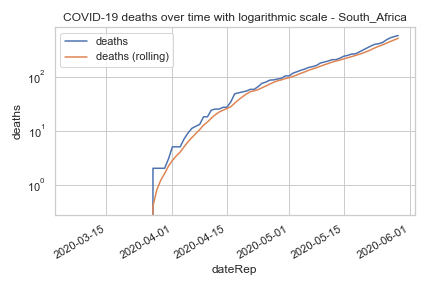 COVID-19 deaths over time with logarithmic scale - South_Africa
deaths
deaths (rolling)
10²
10¹
10⁰
deaths
2020-03-15
2020-04-01
2020-04-15
2020-05-01
2020-05-15
2020-06-01
dateRep